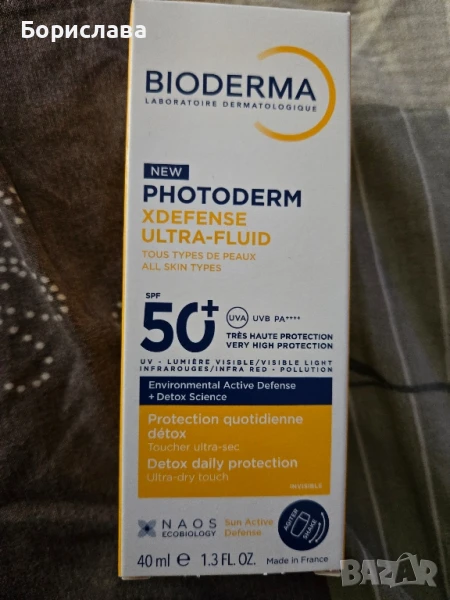 Борислава
BIODERMA
LABORATOIRE DERMATOLOGIQUE
NEW
PHOTODERM
XDEFENSE
ULTRA-FLUID
TOUS TYPES DE PEAUX
ALL SKIN TYPES
SPF
50+
UVA UVB PA****
TRÈS HAUTE PROTECTION
VERY HIGH PROTECTION
UV - LUMIÈRE VISIBLE/VISIBLE LIGHT
INFRAROUGES/INFRA RED - POLLUTION
Environmental Active Defense
+ Detox Science
Protection quotidienne
détox
Toucher ultra-sec
Detox daily protection
Ultra-dry touch
INVISIBLE
NAOS
ECOBIOLOGY
Sun Active
Defense
AGITER
SHAKE
40 ml e 1.3 FL. OZ.
Made in France
BAZAR